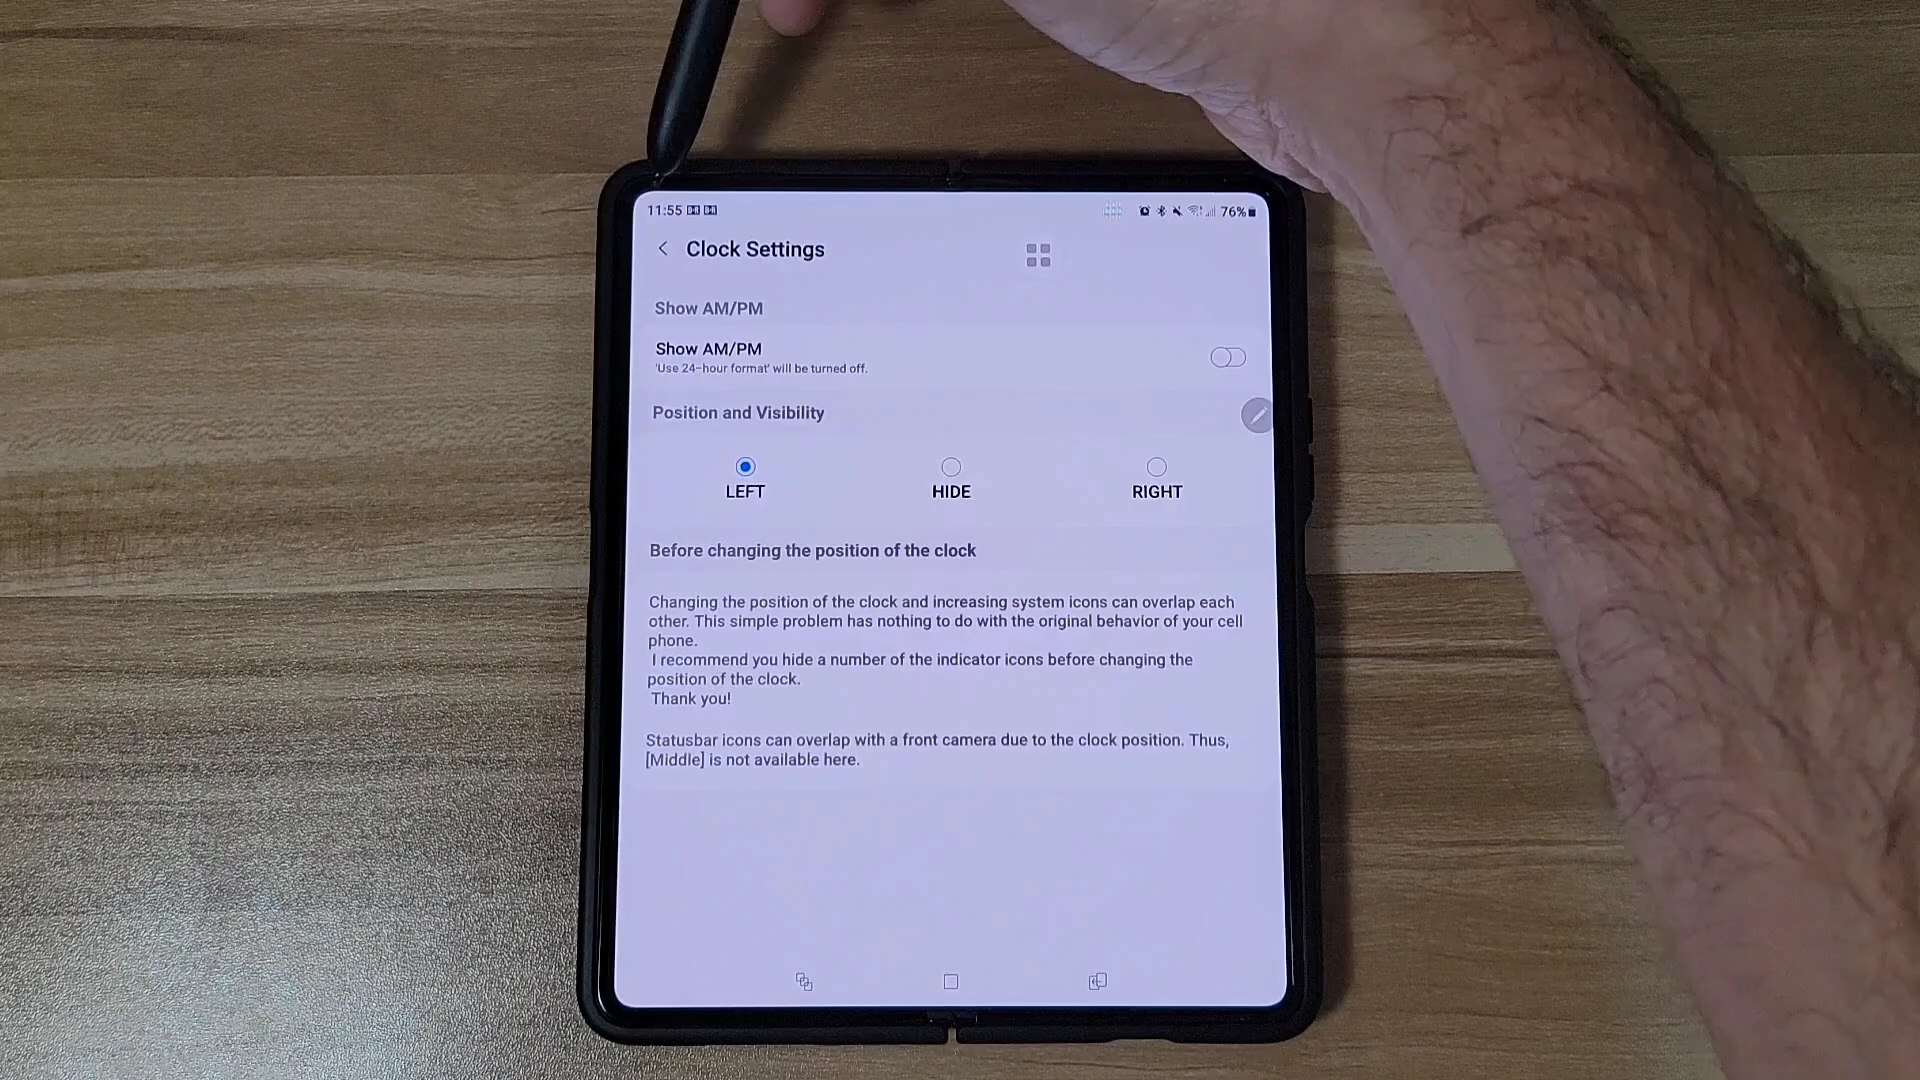 11:55
76%
Clock Settings
Show AM/PM
Show AM/PM
'Use 24-hour format' will be turned off.
Position and Visibility
LEFT
HIDE
RIGHT
Before changing the position of the clock
Changing the position of the clock and increasing system icons can overlap each
other. This simple problem has nothing to do with the original behavior of your cell
phone.
I recommend you hide a number of the indicator icons before changing the
position of the clock.
Thank you!
Statusbar icons can overlap with a front camera due to the clock position. Thus,
[Middle] is not available here.